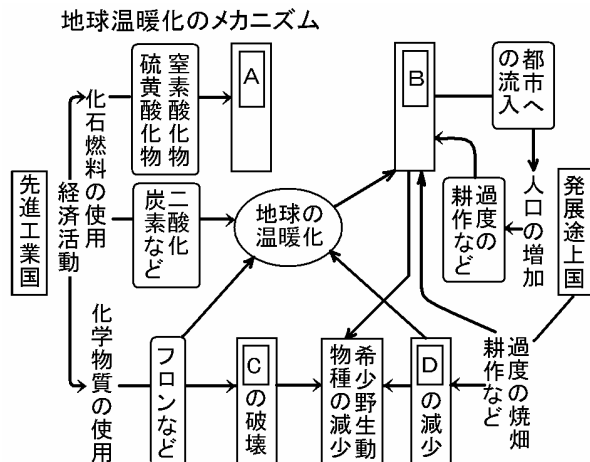 地球温暖化のメカニズム
先進工業国
経済活動
化石燃料の使用
窒素酸化物
硫黄酸化物
A
二酸化
炭素など
地球の
温暖化
B
都市へ
の流入
人口の増加
過度の
耕作など
発展途上国
化学物質の使用
フロンなど
Cの破壊
希少野生動
物種の減少
Dの減少
過度の焼畑
耕作など